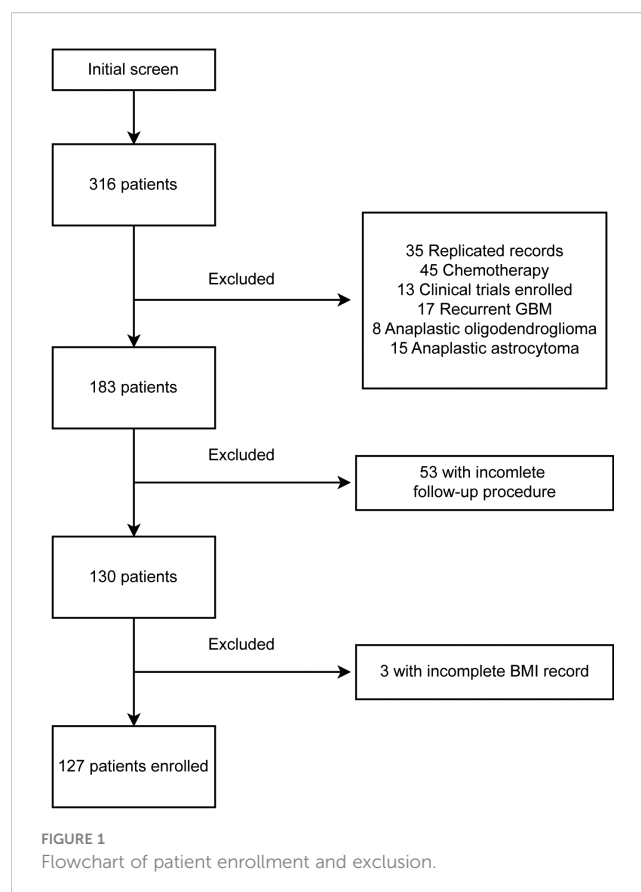 Initial screen
316 patients
Excluded
35 Replicated records
45 Chemotherapy
13 Clinical trials enrolled
17 Recurrent GBM
8 Anaplastic oligodendroglioma
15 Anaplastic astrocytoma
183 patients
Excluded
53 with incomlete
follow-up procedure
130 patients
Excluded
3 with incomplete BMI record
127 patients enrolled
FIGURE 1
Flowchart of patient enrollment and exclusion.